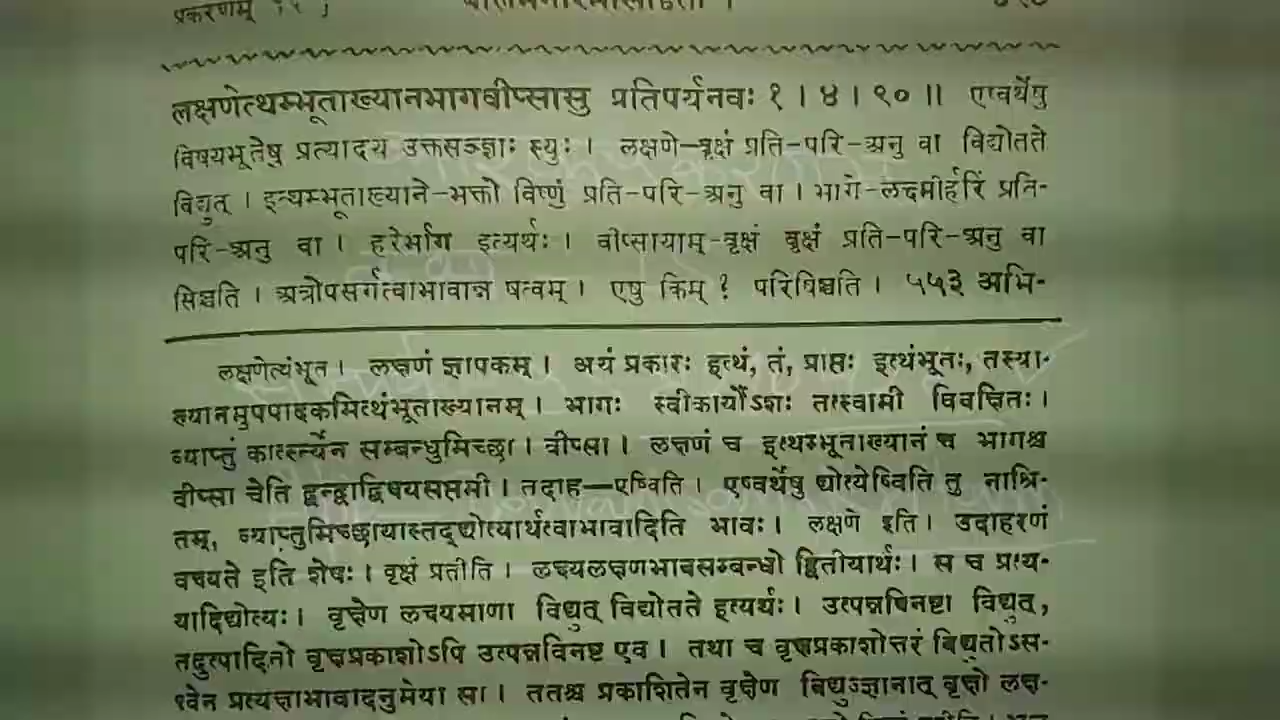 प्रकरणम्
लक्षणेत्थम्भूताख्यानभागवीप्सासु प्रतिपर्यनवः १ । ४ । ९० ॥ एष्वर्थेषु
विषयभूतेषु प्रत्यादय उक्तसञ्ज्ञाः स्युः । लक्षणे-वृक्षं प्रति-परि-अनु वा विद्योतते
विद्युत् । इत्थम्भूताख्याने-भक्तो विष्णुं प्रति-परि-अनु वा । भागे-लक्ष्मीर्हरिं प्रति-
परि-अनु वा । हरेर्भाग इत्यर्थः । वीप्सायाम्-वृक्षं वृक्षं प्रति-परि-अनु वा
सिञ्चति । अत्रोपसर्गत्वाभावान्न षत्वम् । एषु किम् ? परिषिञ्चति । ५५३ अभि-
लक्षणेत्थंभूत । लक्षणं ज्ञापकम् । अयं प्रकारः इत्थं, तं, प्राप्तः इत्थंभूतः, तस्या-
ख्यानमुपपादकमित्थंभूताख्यानम् । भागः स्वीकार्योंऽशः तत्स्वामी विवक्षितः ।
व्याप्तुं कार्त्स्न्येन सम्बन्धुमिच्छा । वीप्सा । लक्षणं च इत्थम्भूताख्यानं च भागश्च
वीप्सा चेति द्वन्द्वाद्विषयसप्तमी । तदाह—एष्विति । एष्वर्थेषु द्योत्येष्विति तु नाश्रि-
तम्, व्याप्तुमिच्छायास्तद्द्योत्यार्थत्वाभावादिति भावः । लक्षणे इति । उदाहरणं
वक्ष्यते इति शेषः । वृक्षं प्रतीति । लक्ष्यलक्षणभावसम्बन्धो द्वितीयार्थः । स च प्रत्य-
यादिद्योत्यः । वृक्षेण लक्ष्यमाणा विद्युत् विद्योतते इत्यर्थः । उत्पन्नविनष्टा विद्युत्,
तदुत्पादितो वृक्षप्रकाशोऽपि उत्पन्नविनष्ट एव । तथा च वृक्षप्रकाशोत्तरं विद्युतोऽस-
त्त्वेन प्रत्यक्षाभावादनुमेया सा । ततश्च प्रकाशितेन वृक्षेण विद्युज्ज्ञानात् वृक्षो लक्ष-